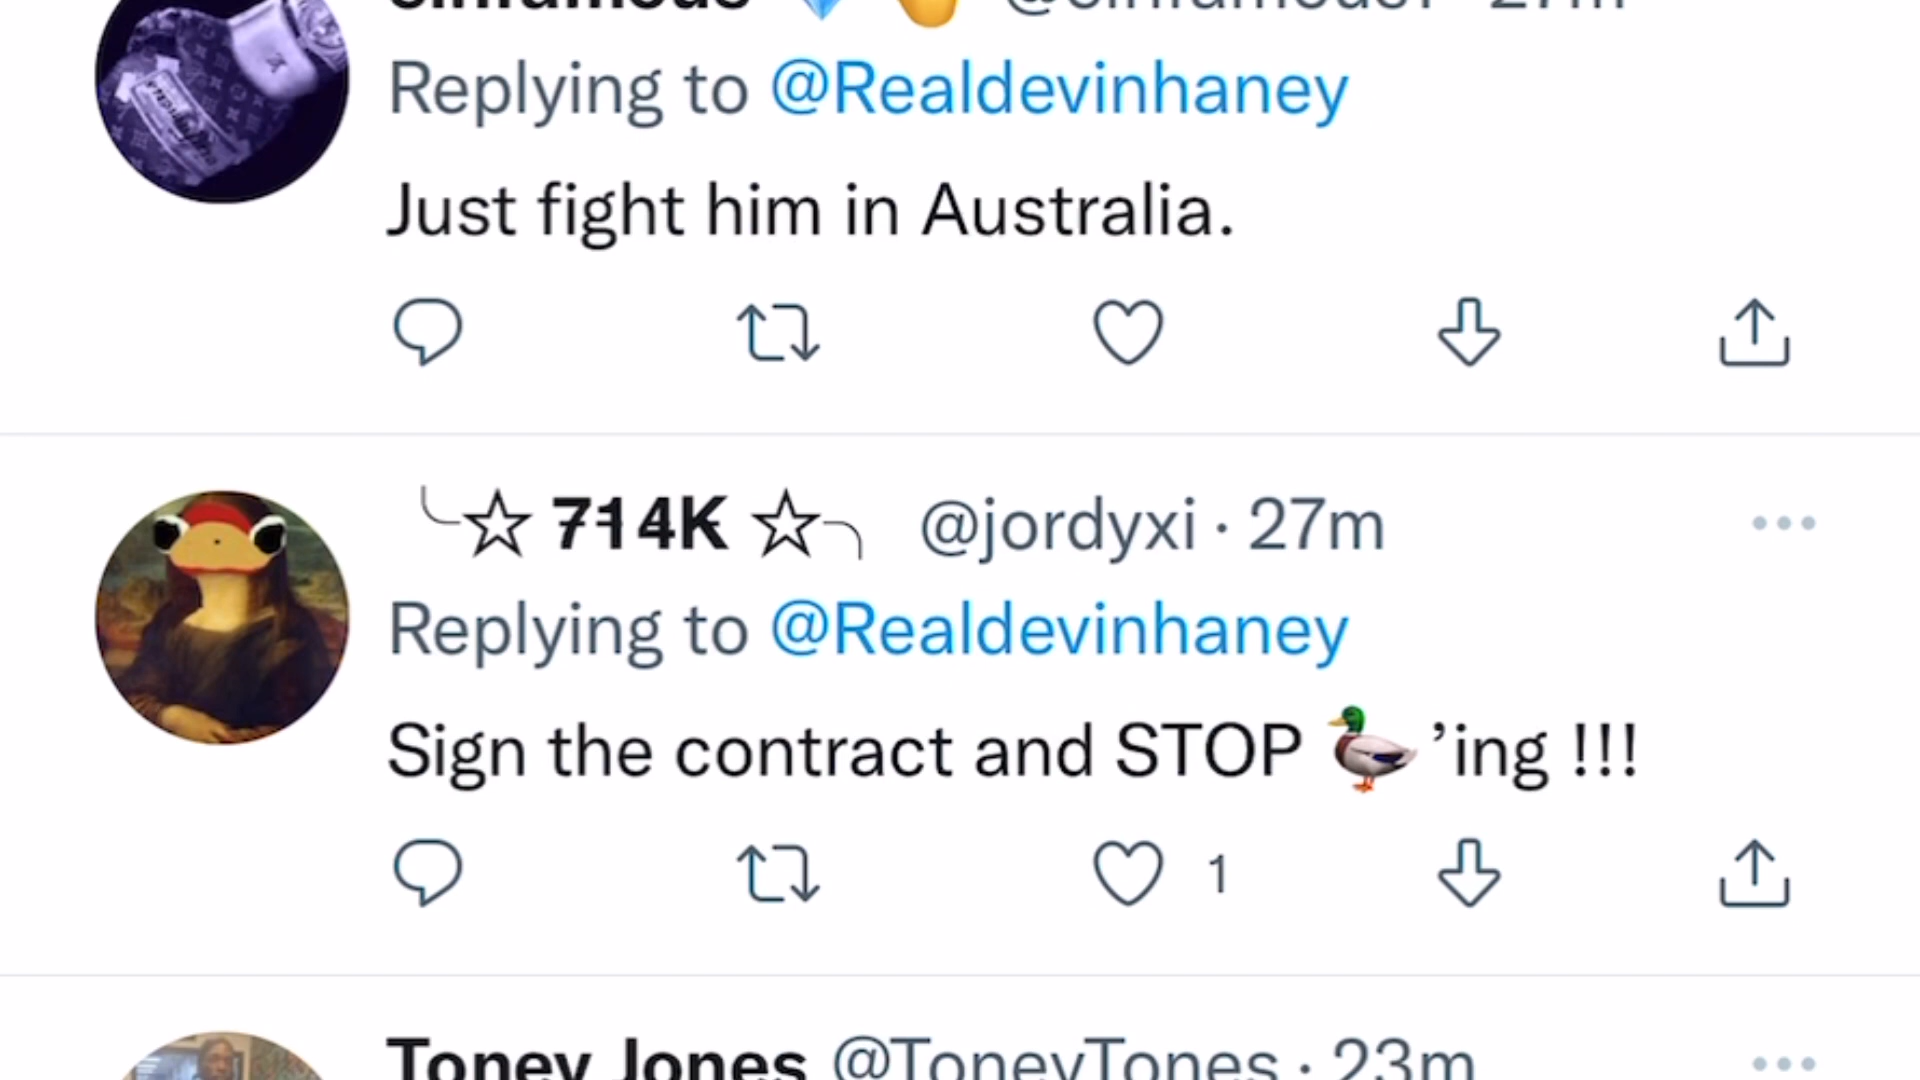 27m
Replying to @Realdevinhaney
Just fight him in Australia.
╰☆ 714K ☆╮ @jordyxi · 27m
Replying to @Realdevinhaney
Sign the contract and STOP 🦆 ’ing !!!
1
Toney Jones @ToneyTones · 23m